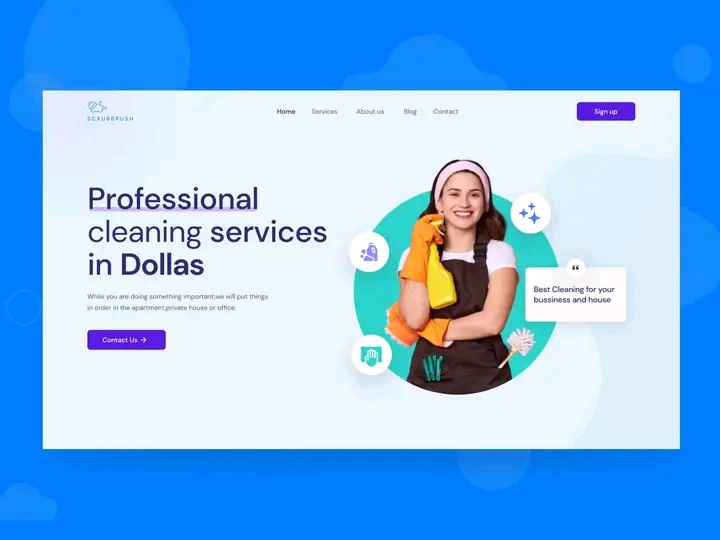 SCRUBBRUSH
Home Services About us Blog Contact
Sign up
Professional
cleaning services
in Dollas
While you are doing something important,we will put things
in order in the apartment,private house or office.
Contact Us →
“
Best Cleaning for your
bussiness and house